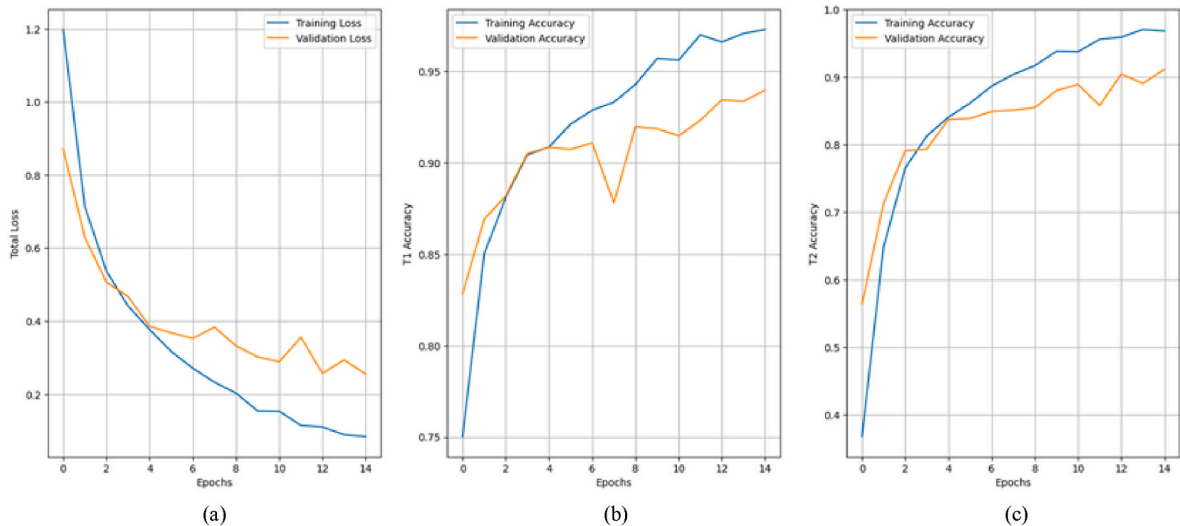 Training Loss
Validation Loss
1.2
1.0
0.8
0.6
0.4
0.2
Total Loss
0 2 4 6 8 10 12 14
Epochs
(a)
Training Accuracy
Validation Accuracy
0.95
0.90
0.85
0.80
0.75
T1 Accuracy
0 2 4 6 8 10 12 14
Epochs
(b)
Training Accuracy
Validation Accuracy
1.0
0.9
0.8
0.7
0.6
0.5
0.4
T2 Accuracy
0 2 4 6 8 10 12 14
Epochs
(c)